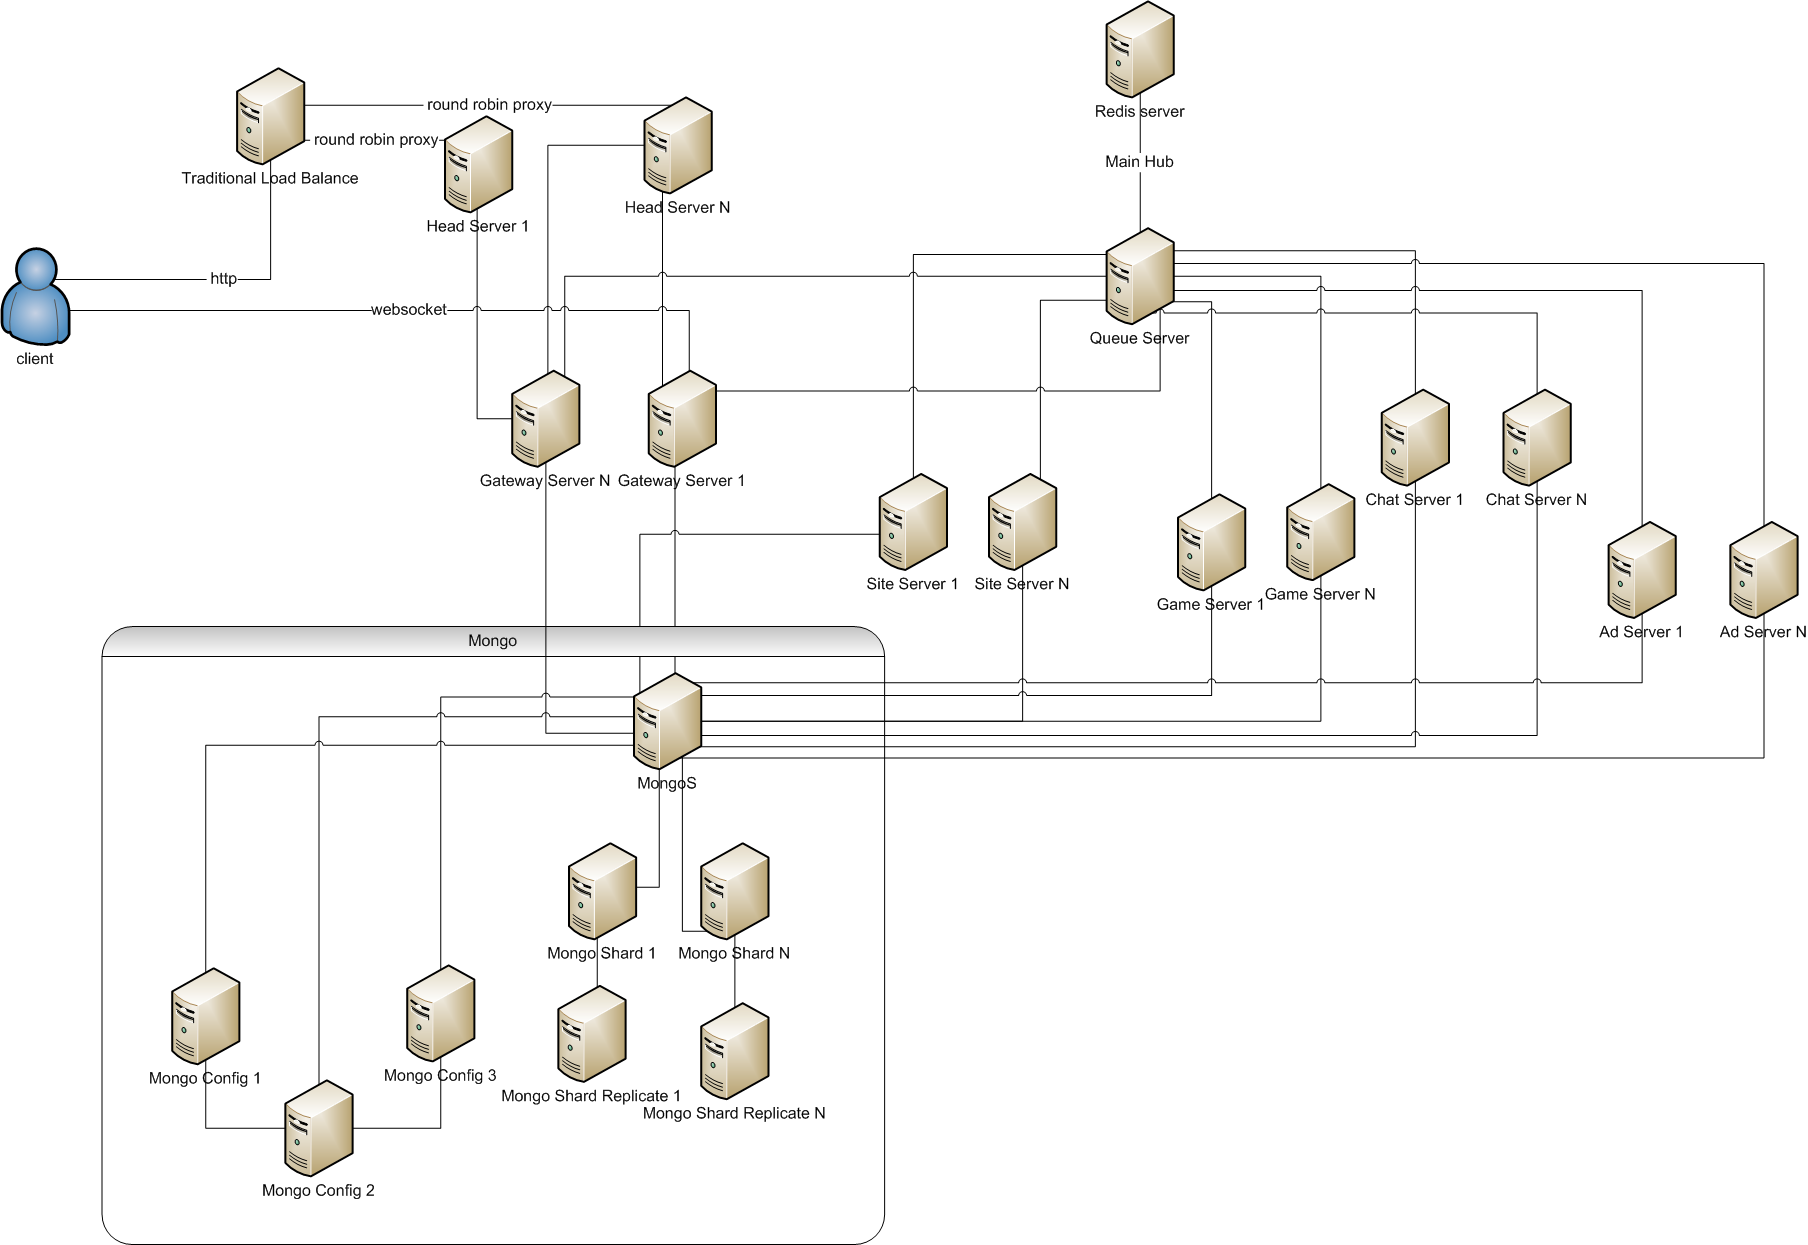 Redis server
round robin proxy
round robin proxy
Main Hub
Traditional Load Balance
Head Server N
Head Server 1
http
websocket
Queue Server
client
Gateway Server N
Gateway Server 1
Chat Server 1
Chat Server N
Site Server 1
Site Server N
Game Server 1
Game Server N
Ad Server 1
Ad Server N
Mongo
MongoS
Mongo Shard 1
Mongo Shard N
Mongo Config 1
Mongo Config 3
Mongo Shard Replicate 1
Mongo Shard Replicate N
Mongo Config 2